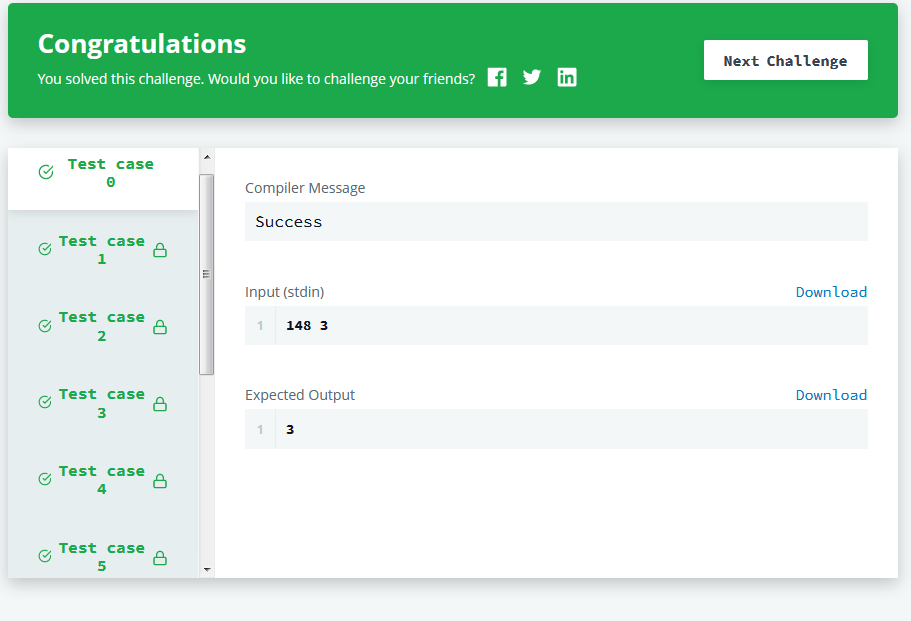 Congratulations
You solved this challenge. Would you like to challenge your friends?
Next Challenge
Test case
0
Test case
1
Test case
2
Test case
3
Test case
4
Test case
5
Compiler Message
Success
Input (stdin) Download
1 148 3
Expected Output Download
1 3